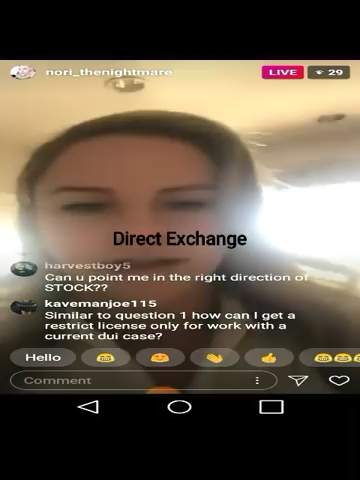 nori_thenightmare
LIVE
29
Direct Exchange
harvestboy5
Can u point me in the right direction of
STOCK??
kavemanjoe115
Similar to question 1 how can I get a
restrict license only for work with a
current dui case?
Hello
Comment